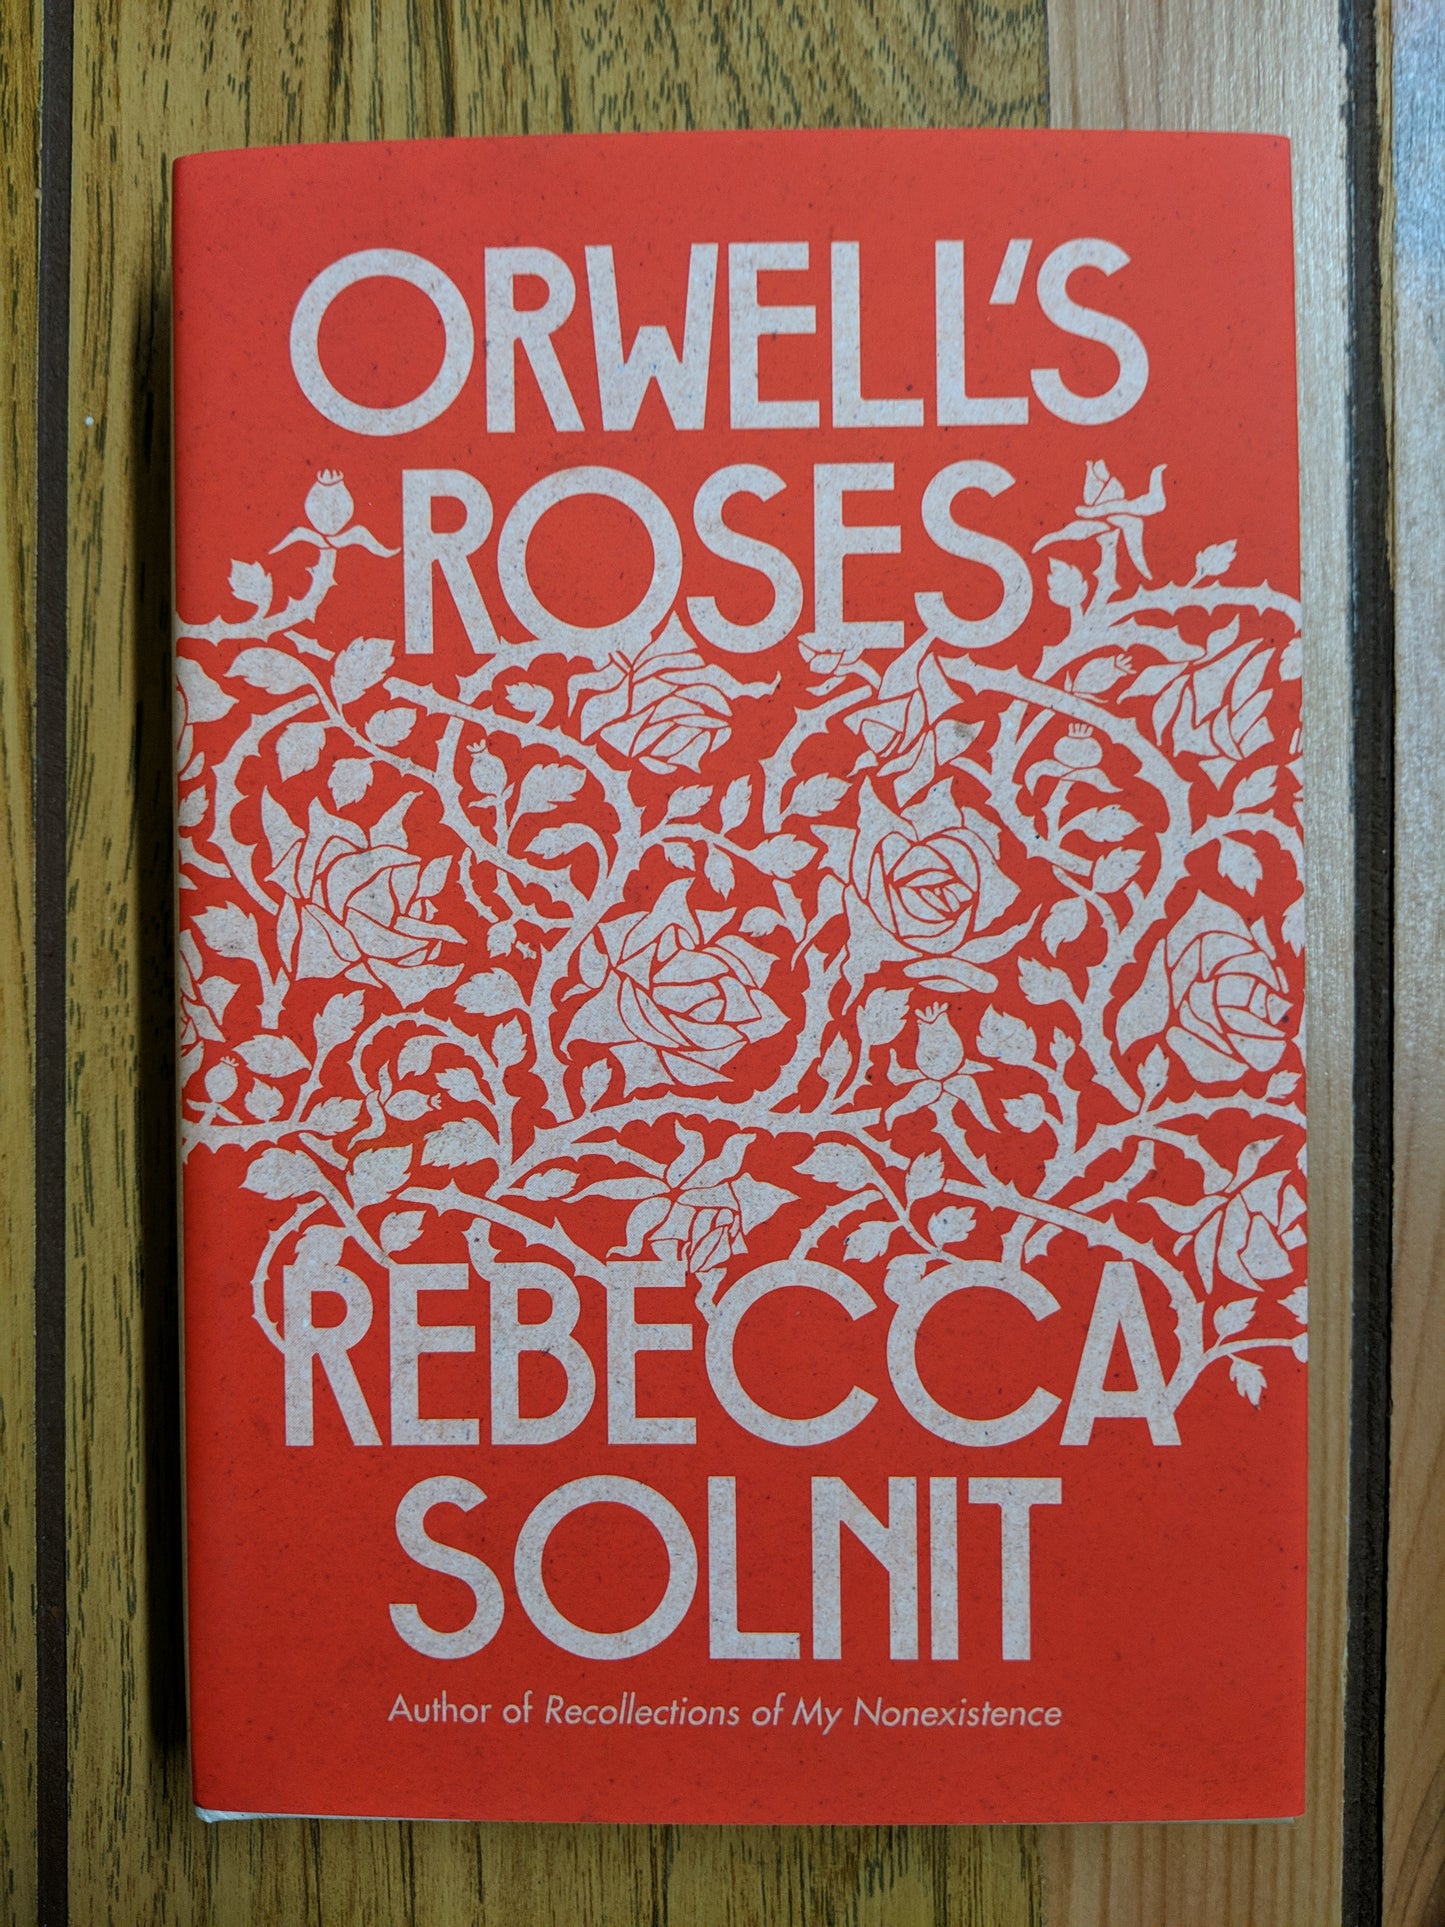 ORWELL'S
ROSES
REBECCA
SOLNIT
Author of Recollections of My Nonexistence